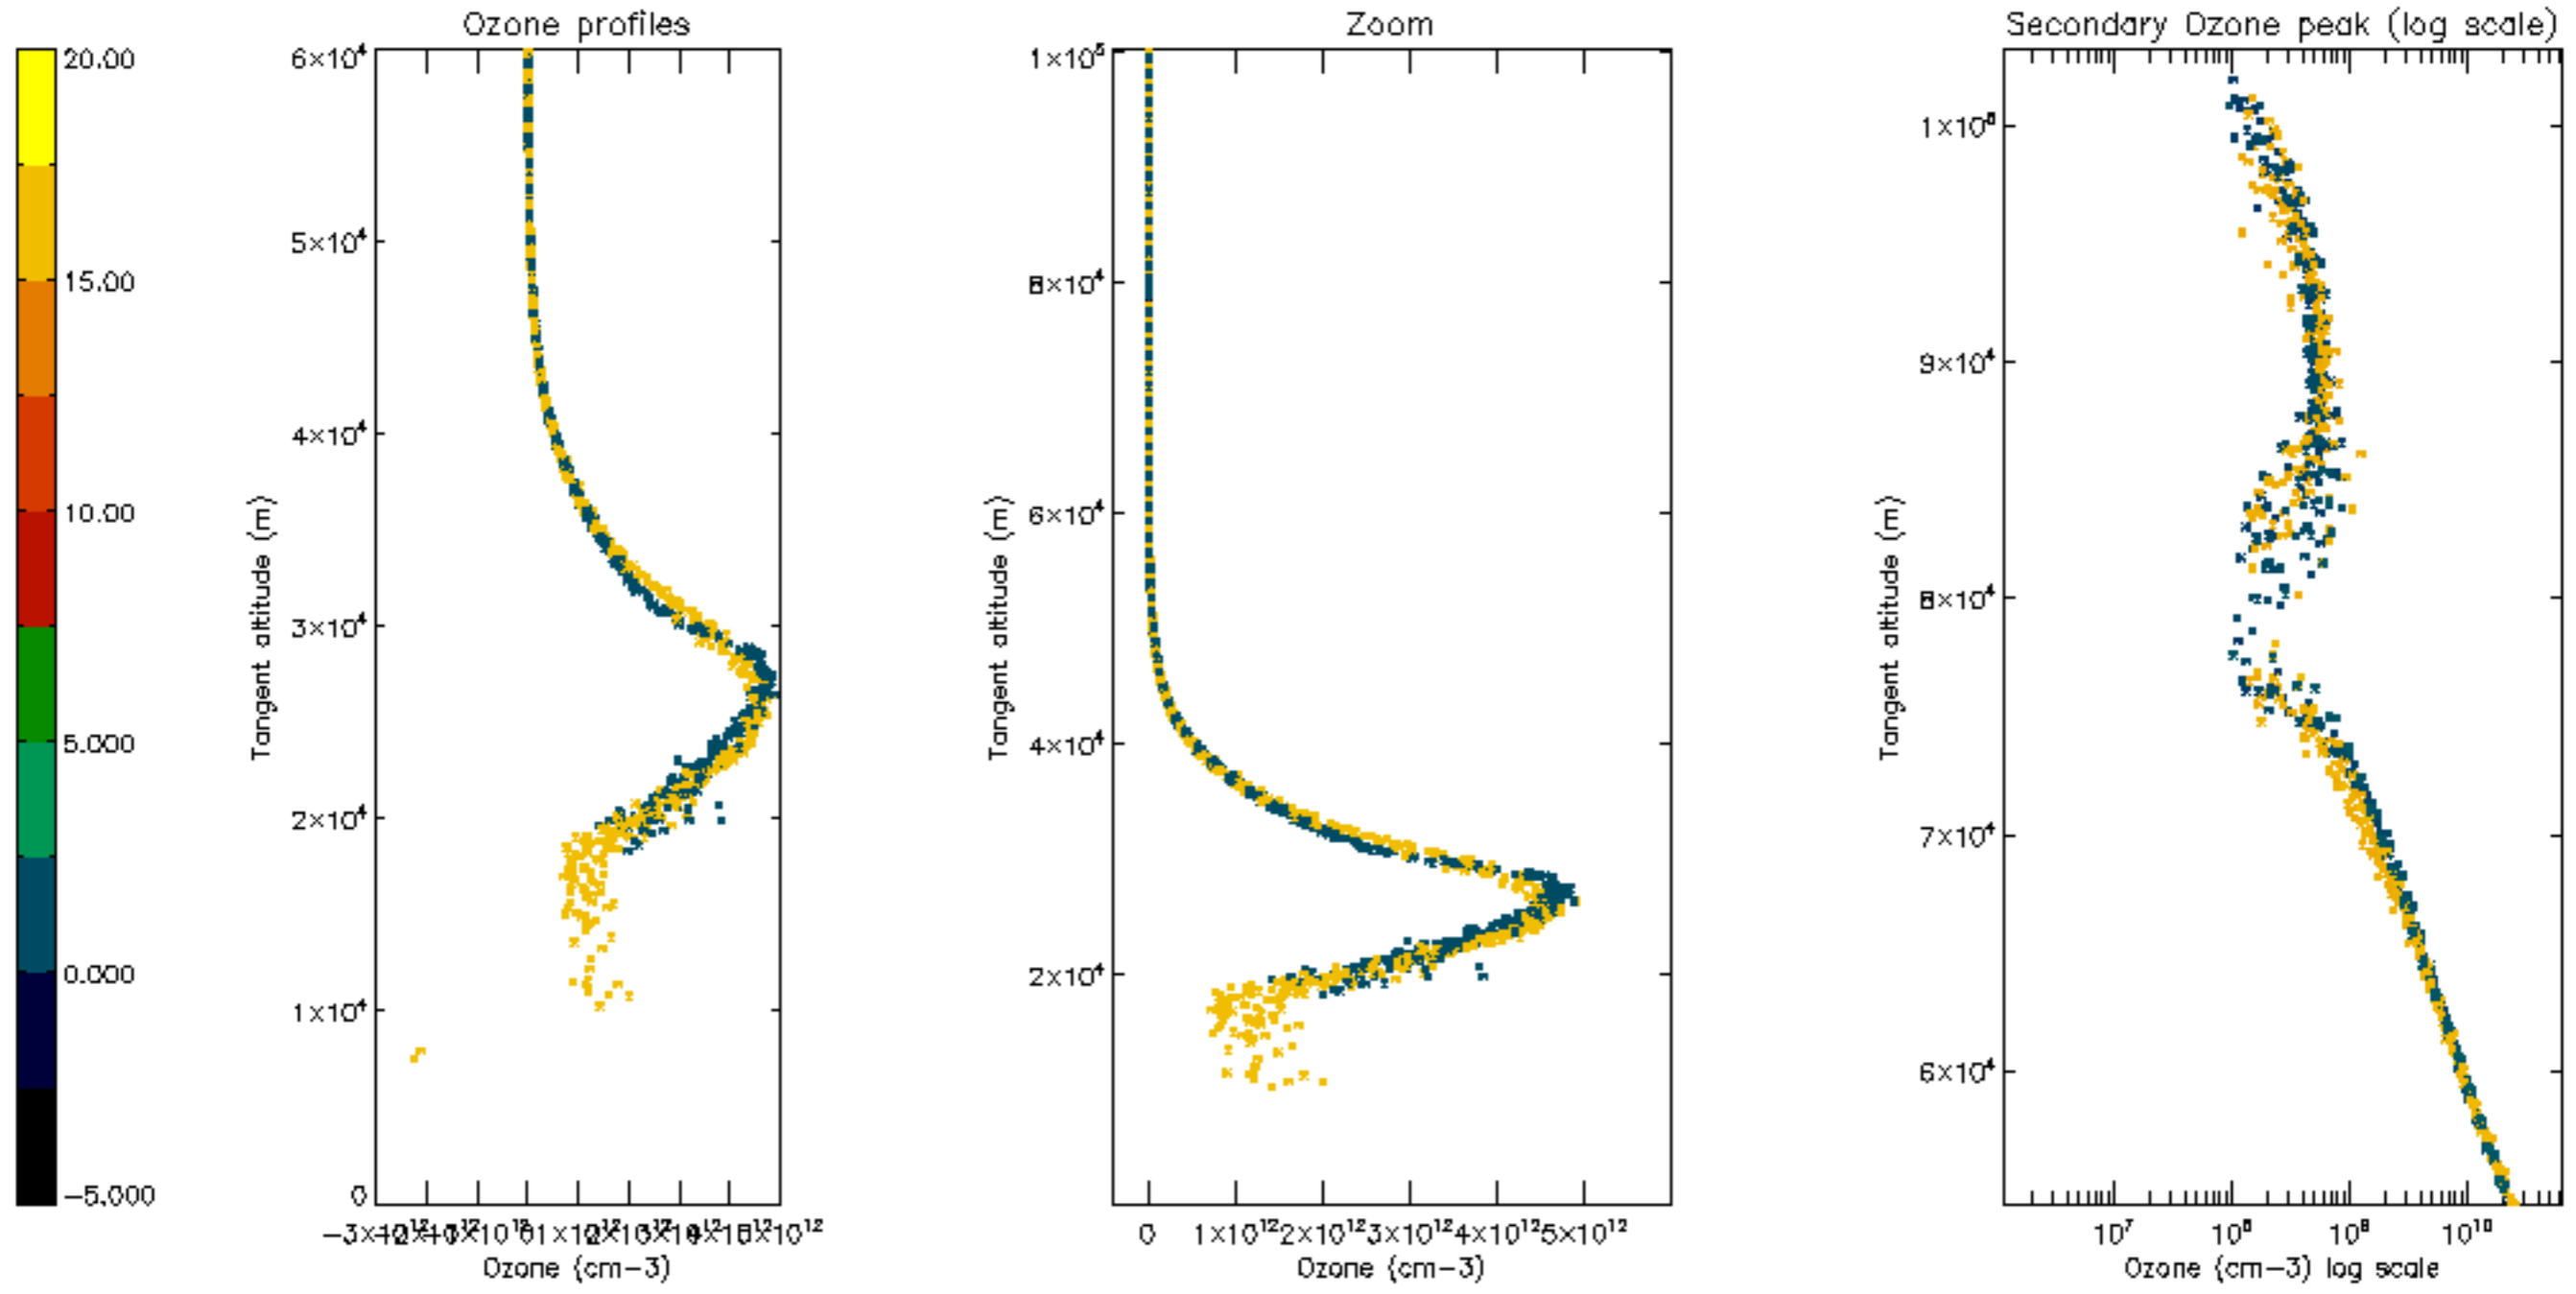 Ozone profiles
Zoom
Secondary Ozone peak (log scale)
20.00
15.00
10.00
5.000
0.000
−5.000
6×10⁴
5×10⁴
4×10⁴
3×10⁴
2×10⁴
1×10⁴
0
Tangent altitude (m)
Ozone (cm−3)
1×10⁵
8×10⁴
6×10⁴
4×10⁴
2×10⁴
Tangent altitude (m)
0 1×10¹² 2×10¹² 3×10¹² 4×10¹² 5×10¹²
Ozone (cm−3)
1×10⁵
9×10⁴
8×10⁴
7×10⁴
6×10⁴
Tangent altitude (m)
10⁷ 10⁸ 10⁹ 10¹⁰
Ozone (cm−3) log scale